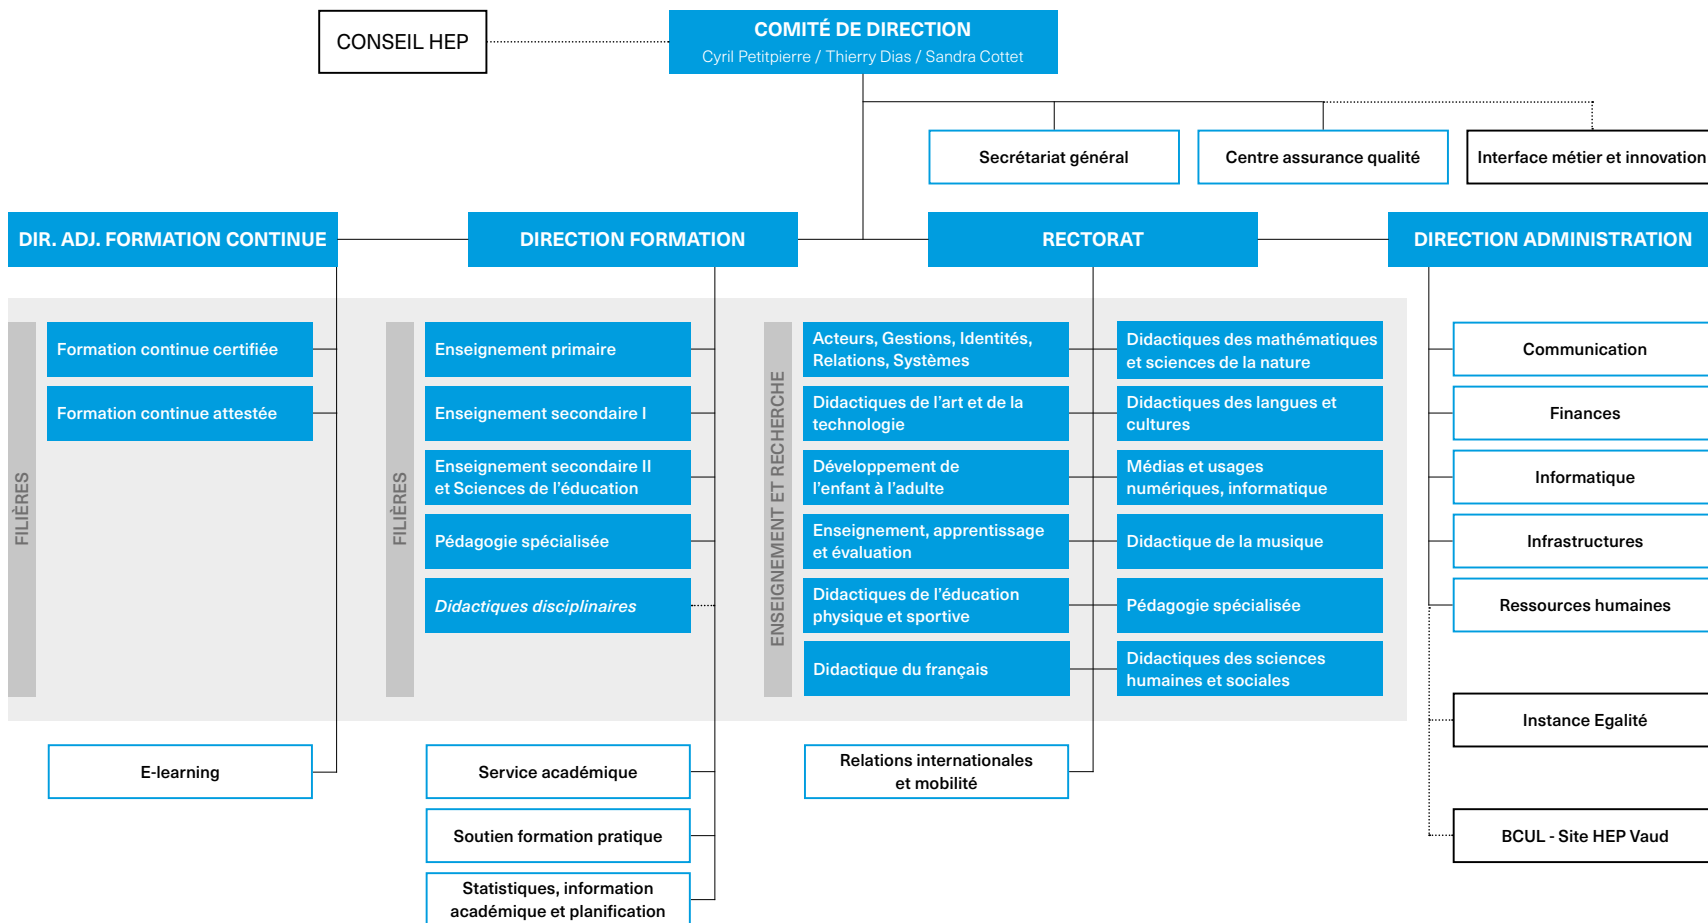 CONSEIL HEP
COMITÉ DE DIRECTION
Cyril Petitpierre / Thierry Dias / Sandra Cottet
Secrétariat général
Centre assurance qualité
Interface métier et innovation
DIR. ADJ. FORMATION CONTINUE
DIRECTION FORMATION
RECTORAT
DIRECTION ADMINISTRATION
FILIÈRES
Formation continue certifiée
Formation continue attestée
E-learning
FILIÈRES
Enseignement primaire
Enseignement secondaire I
Enseignement secondaire II
et Sciences de l'éducation
Pédagogie spécialisée
Didactiques disciplinaires
Service académique
Soutien formation pratique
Statistiques, information
académique et planification
ENSEIGNEMENT ET RECHERCHE
Acteurs, Gestions, Identités,
Relations, Systèmes
Didactiques de l'art et de la
technologie
Développement de
l'enfant à l'adulte
Enseignement, apprentissage
et évaluation
Didactiques de l'éducation
physique et sportive
Didactique du français
Didactiques des mathématiques
et sciences de la nature
Didactiques des langues et
cultures
Médias et usages
numériques, informatique
Didactique de la musique
Pédagogie spécialisée
Didactiques des sciences
humaines et sociales
Relations internationales
et mobilité
Communication
Finances
Informatique
Infrastructures
Ressources humaines
Instance Egalité
BCUL - Site HEP Vaud